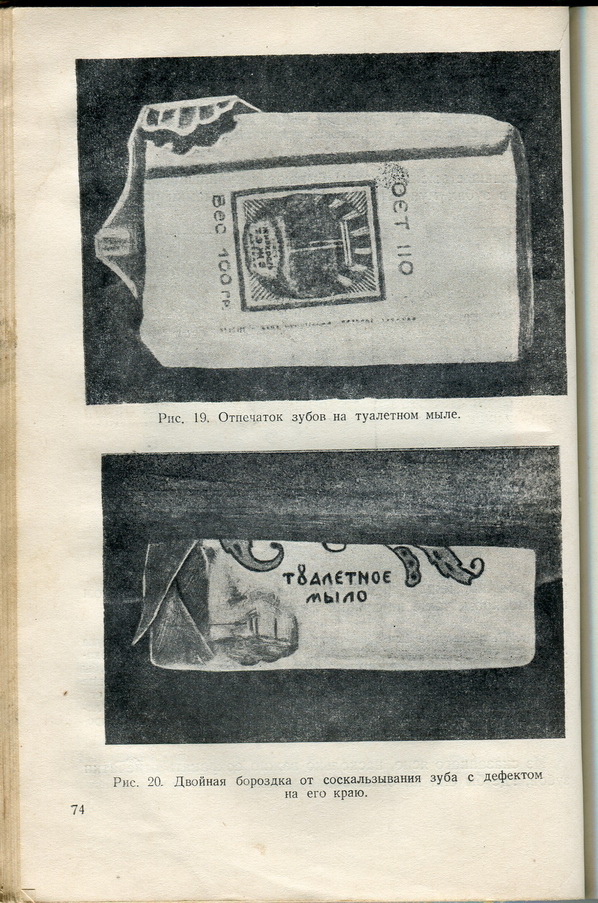 Вес 100 гр.
ОСТ 110
Рис. 19. Отпечаток зубов на туалетном мыле.
ТУАЛЕТНОЕ
МЫЛО
Рис. 20. Двойная бороздка от соскальзывания зуба с дефектом
на его краю.
74